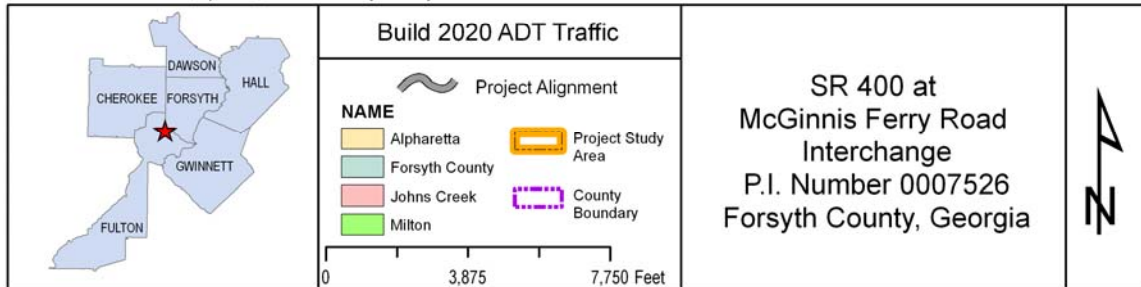 DAWSON
HALL
CHEROKEE
FORSYTH
GWINNETT
FULTON
Build 2020 ADT Traffic
Project Alignment
NAME
Alpharetta
Forsyth County
Johns Creek
Milton
Project Study
Area
County
Boundary
0 3,875 7,750 Feet
SR 400 at
McGinnis Ferry Road
Interchange
P.I. Number 0007526
Forsyth County, Georgia
N